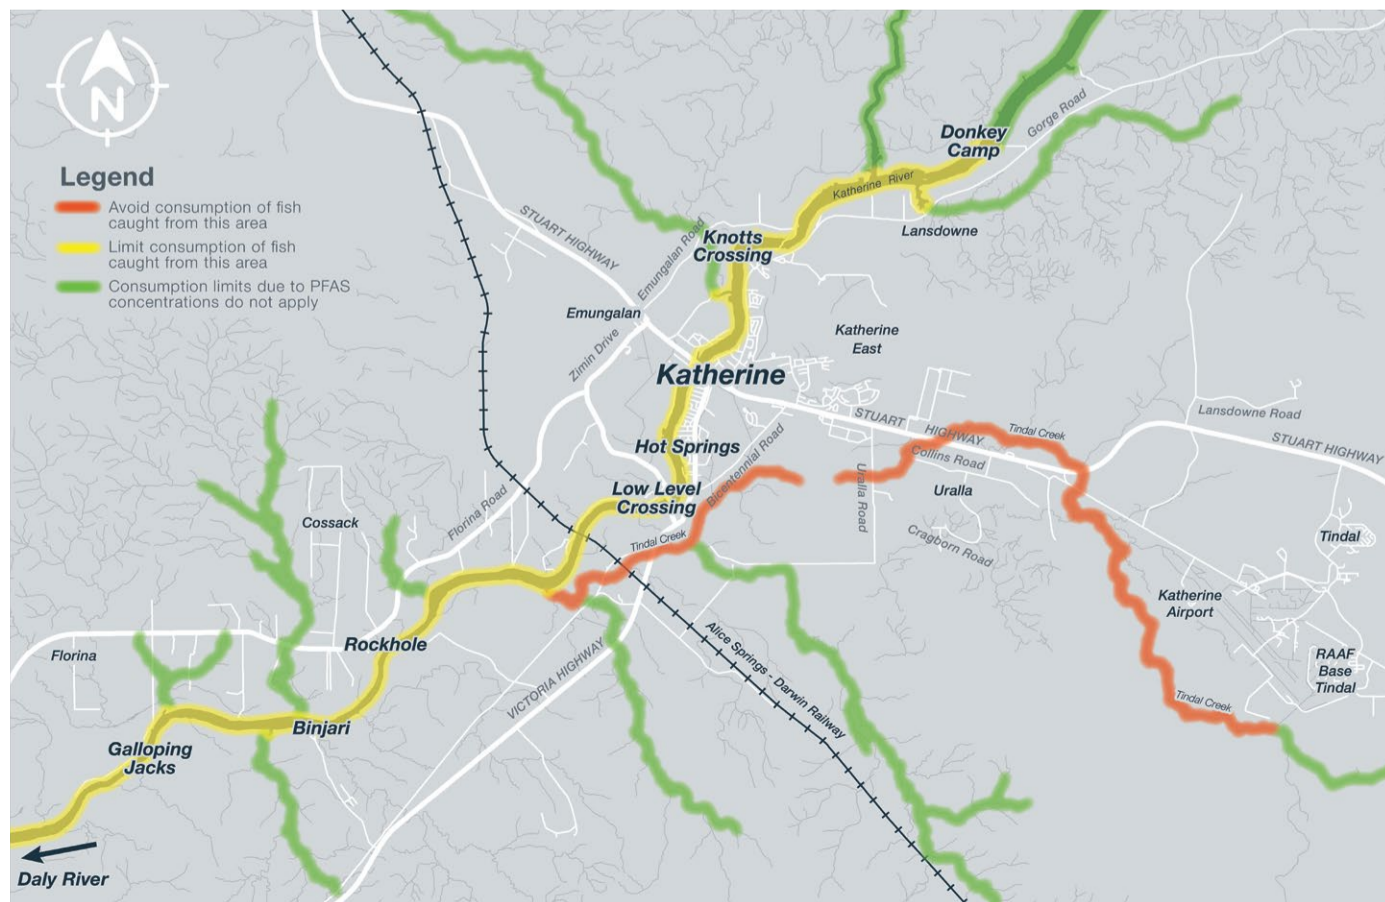 N
Legend
Avoid consumption of fish
caught from this area
Limit consumption of fish
caught from this area
Consumption limits due to PFAS
concentrations do not apply
Donkey
Camp
Gorge Road
Katherine River
Lansdowne
STUART HIGHWAY
Emungalan Road
Knotts
Crossing
Emungalan
Zimin Drive
Katherine
East
Katherine
STUART HIGHWAY
Tindal Creek
Lansdowne Road
STUART HIGHWAY
Hot Springs
Bicentennial Road
Collins Road
Low Level
Crossing
Uralla Road
Uralla
Florina Road
Cossack
Tindal Creek
Cragborn Road
Tindal
Katherine
Airport
Rockhole
Florina
VICTORIA HIGHWAY
Alice Springs - Darwin Railway
RAAF
Base
Tindal
Tindal Creek
Binjari
Galloping
Jacks
Daly River